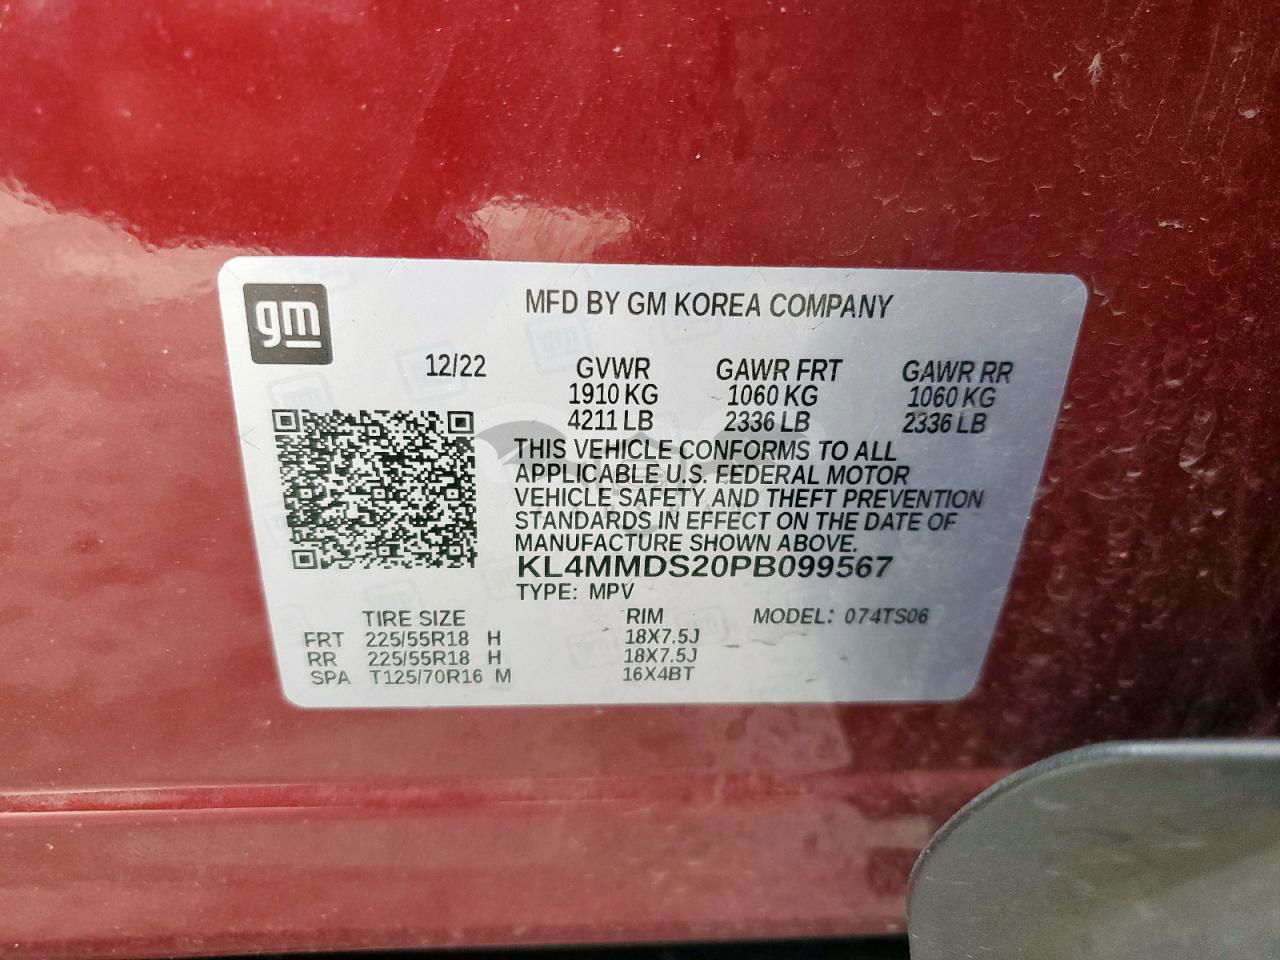 gm
MFD BY GM KOREA COMPANY
12/22 GVWR GAWR FRT GAWR RR
1910 KG 1060 KG 1060 KG
4211 LB 2336 LB 2336 LB
THIS VEHICLE CONFORMS TO ALL
APPLICABLE U.S. FEDERAL MOTOR
VEHICLE SAFETY AND THEFT PREVENTION
STANDARDS IN EFFECT ON THE DATE OF
MANUFACTURE SHOWN ABOVE.
KL4MMDS20PB099567
TYPE: MPV
TIRE SIZE RIM MODEL: 074TS06
FRT 225/55R18 H 18X7.5J
RR 225/55R18 H 18X7.5J
SPA T125/70R16 M 16X4BT